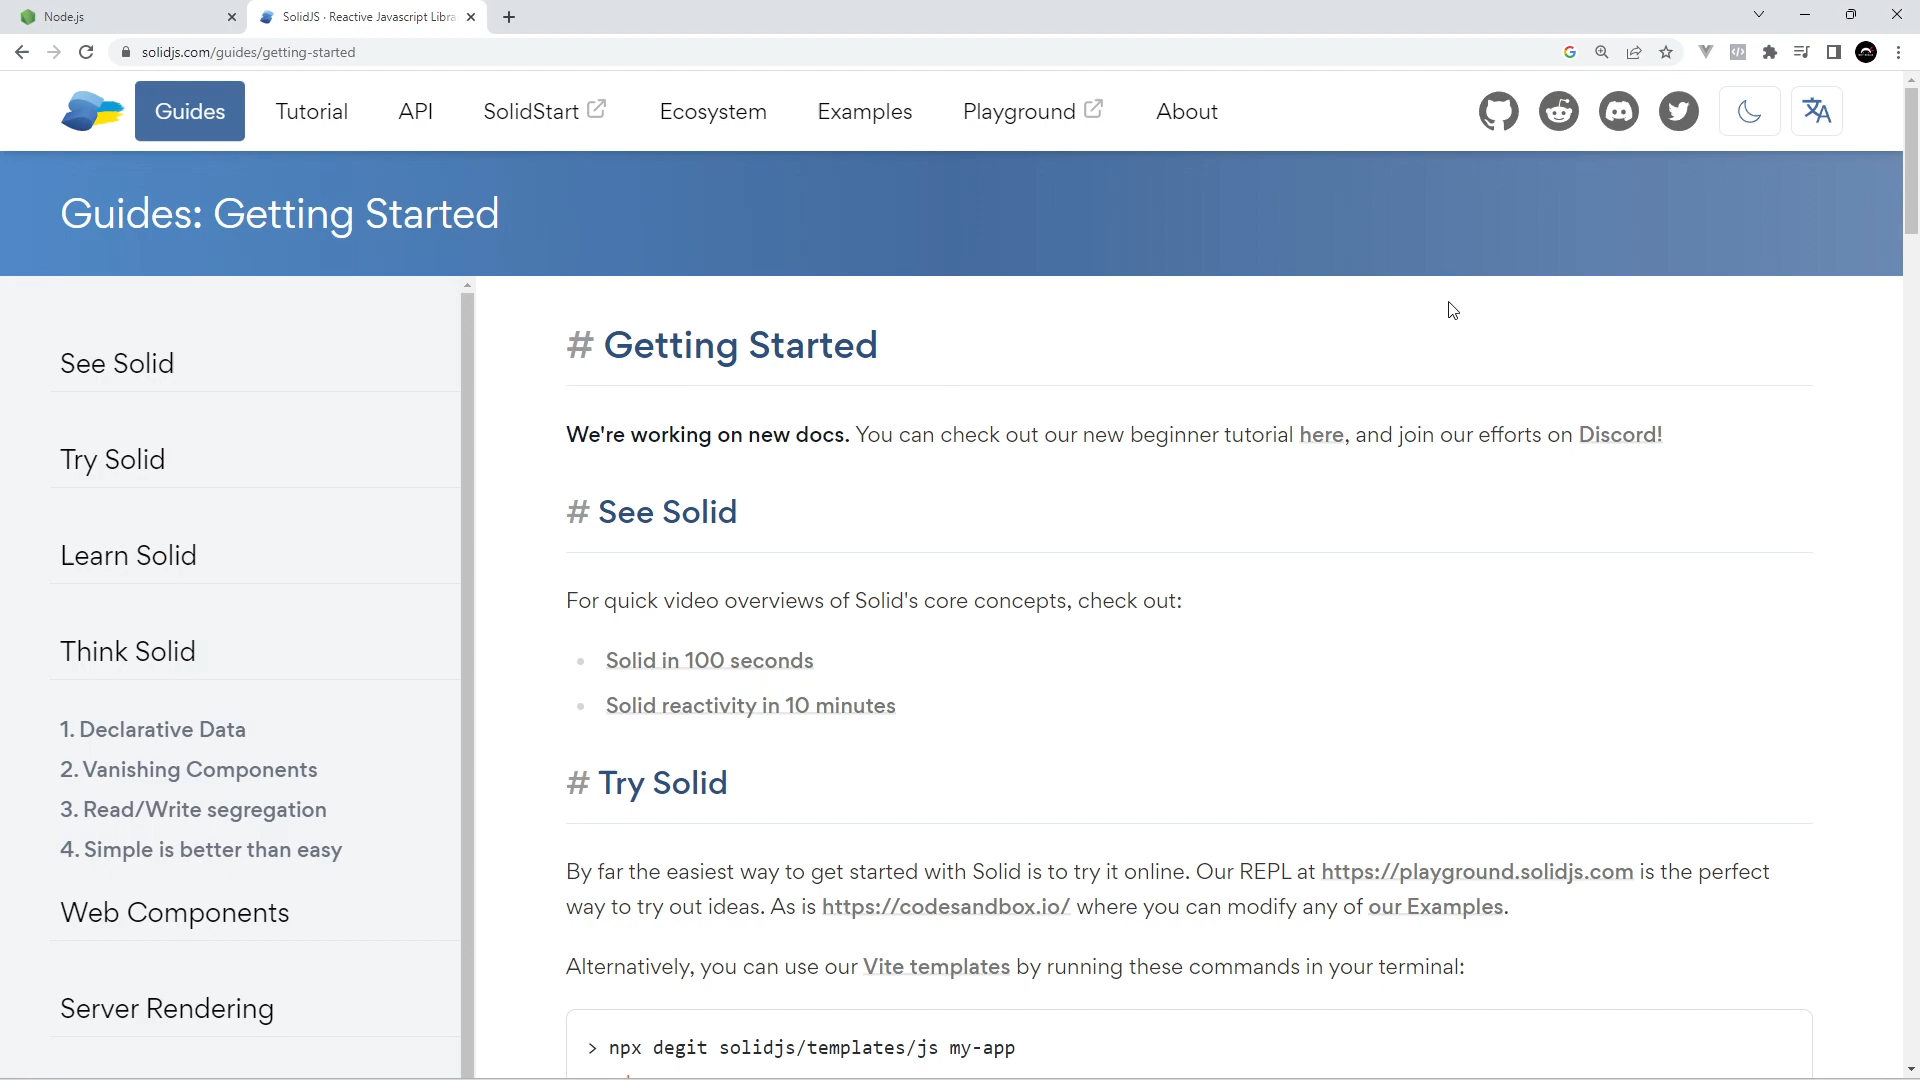 Node.js
SolidJS · Reactive Javascript Libra
solidjs.com/guides/getting-started
Guides
Tutorial
API
SolidStart
Ecosystem
Examples
Playground
About
Guides: Getting Started
See Solid
Try Solid
Learn Solid
Think Solid
1. Declarative Data
2. Vanishing Components
3. Read/Write segregation
4. Simple is better than easy
Web Components
Server Rendering
# Getting Started
We're working on new docs. You can check out our new beginner tutorial here, and join our efforts on Discord!
# See Solid
For quick video overviews of Solid's core concepts, check out:
Solid in 100 seconds
Solid reactivity in 10 minutes
# Try Solid
By far the easiest way to get started with Solid is to try it online. Our REPL at https://playground.solidjs.com is the perfect
way to try out ideas. As is https://codesandbox.io/ where you can modify any of our Examples.
Alternatively, you can use our Vite templates by running these commands in your terminal:
> npx degit solidjs/templates/js my-app